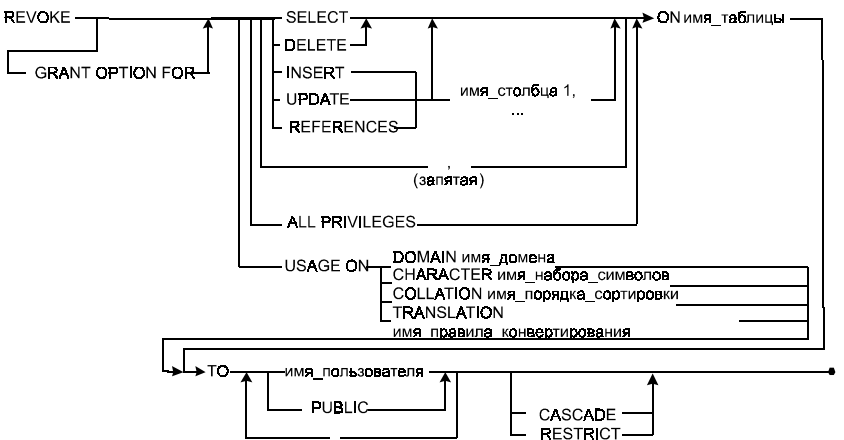 REVOKE
SELECT
ON имя_таблицы
DELETE
GRANT OPTION FOR
INSERT
UPDATE
имя_столбца 1,
...
REFERENCES
,
(запятая)
ALL PRIVILEGES
USAGE ON
DOMAIN имя_домена
CHARACTER имя_набора_символов
COLLATION имя_порядка_сортировки
TRANSLATION
имя_правила_конвертирования
TO
имя_пользователя
PUBLIC
CASCADE
RESTRICT